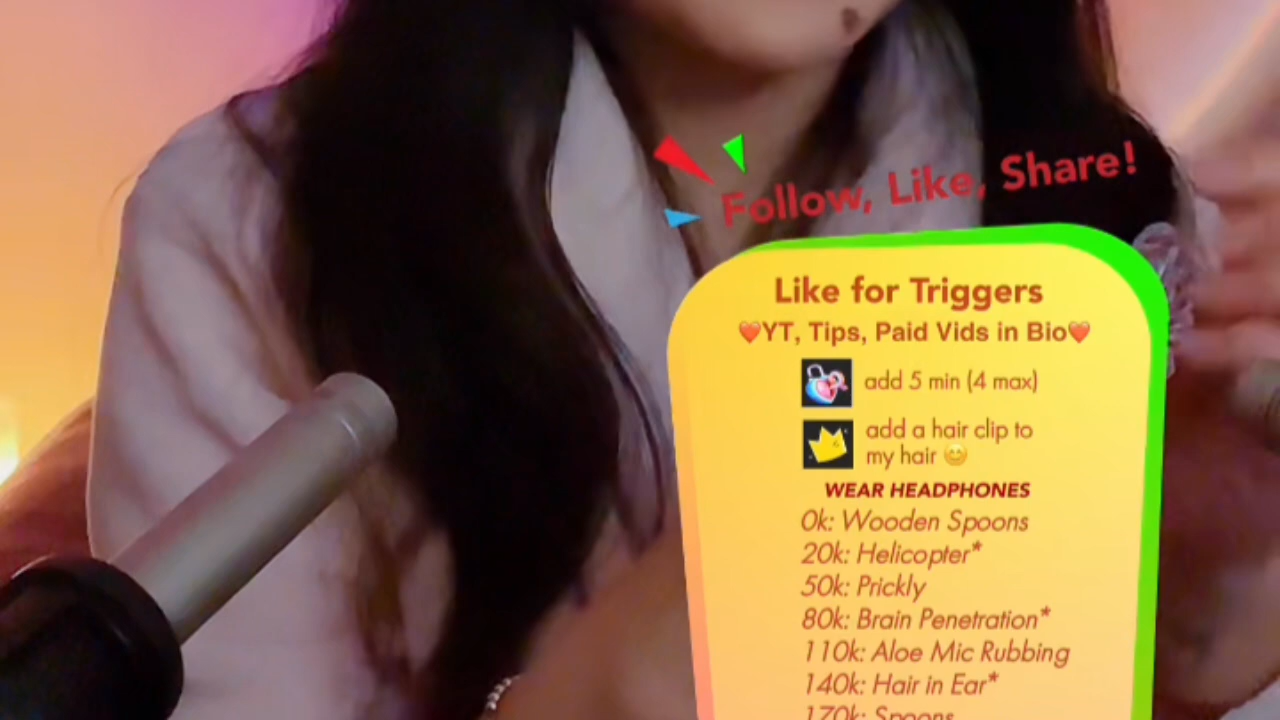 Follow, Like, Share!
Like for Triggers
❤️YT, Tips, Paid Vids in Bio❤️
add 5 min (4 max)
add a hair clip to
my hair 😊
WEAR HEADPHONES
0k: Wooden Spoons
20k: Helicopter*
50k: Prickly
80k: Brain Penetration*
110k: Aloe Mic Rubbing
140k: Hair in Ear*
170k: Spoons